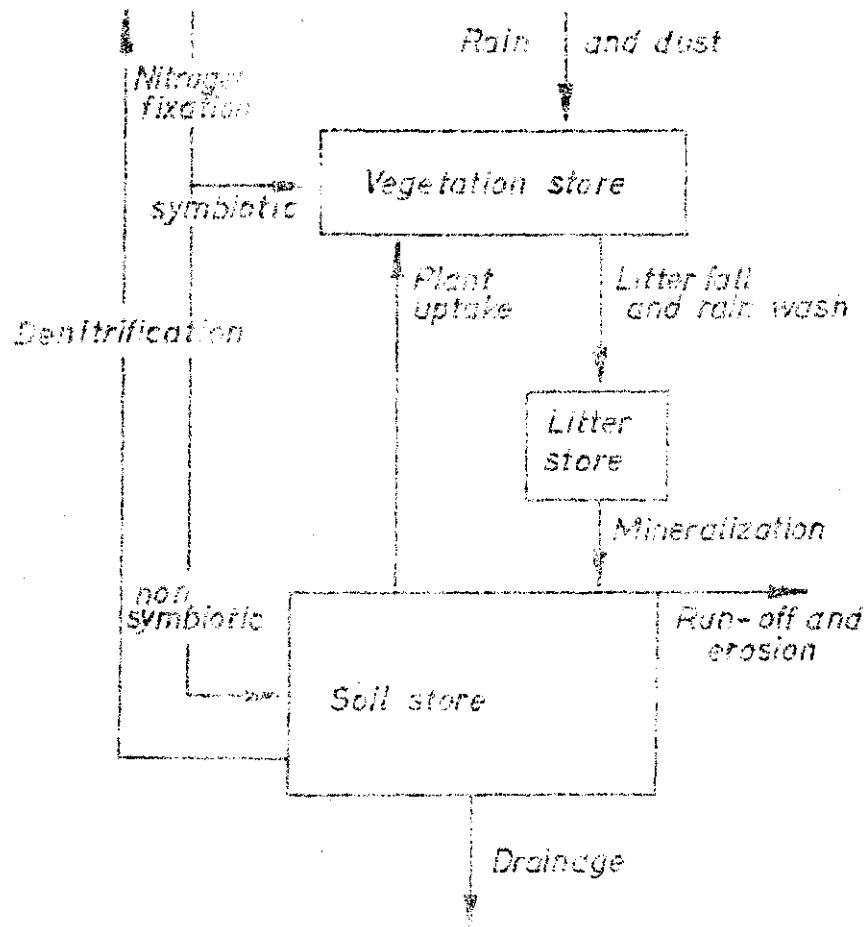 Rain and dust
Nitrogen
fixation
Vegetation store
symbiotic
Plant
uptake
Litter fall
and rain wash
Denitrification
Litter
store
Mineralization
non
symbiotic
Run-off and
erosion
Soil store
Drainage